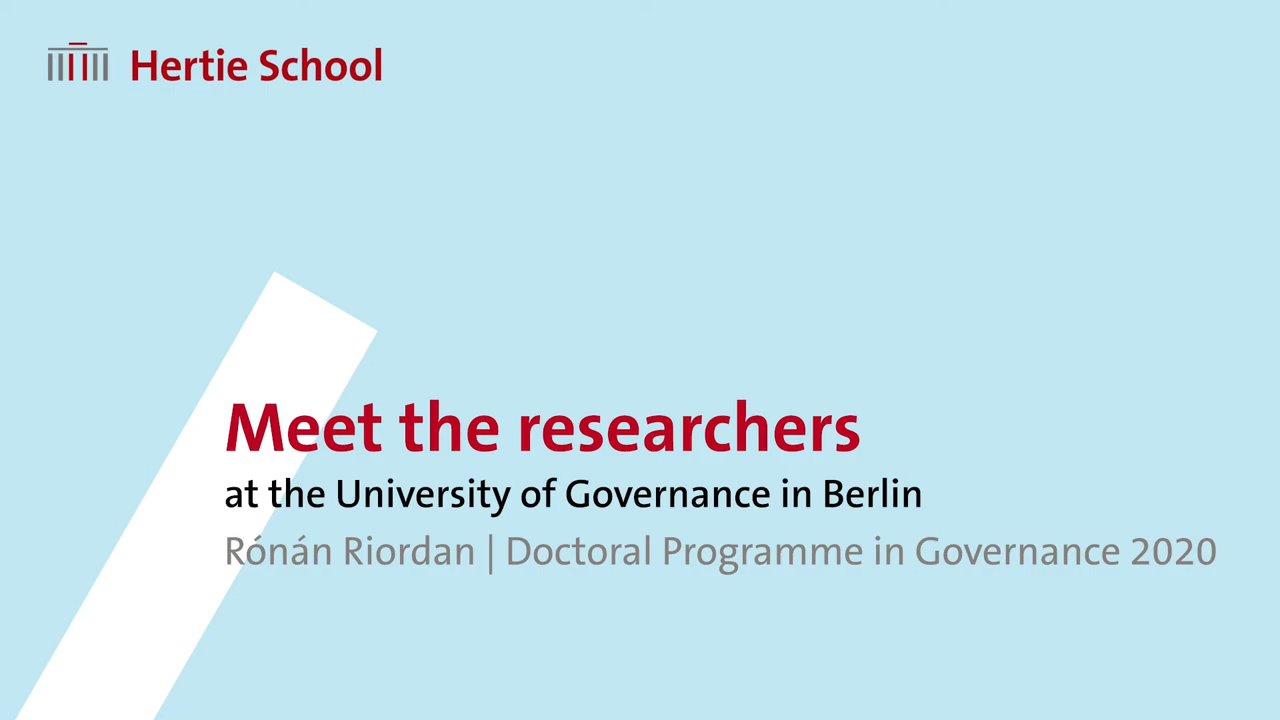 Hertie School
Meet the researchers
at the University of Governance in Berlin
Rónán Riordan | Doctoral Programme in Governance 2020